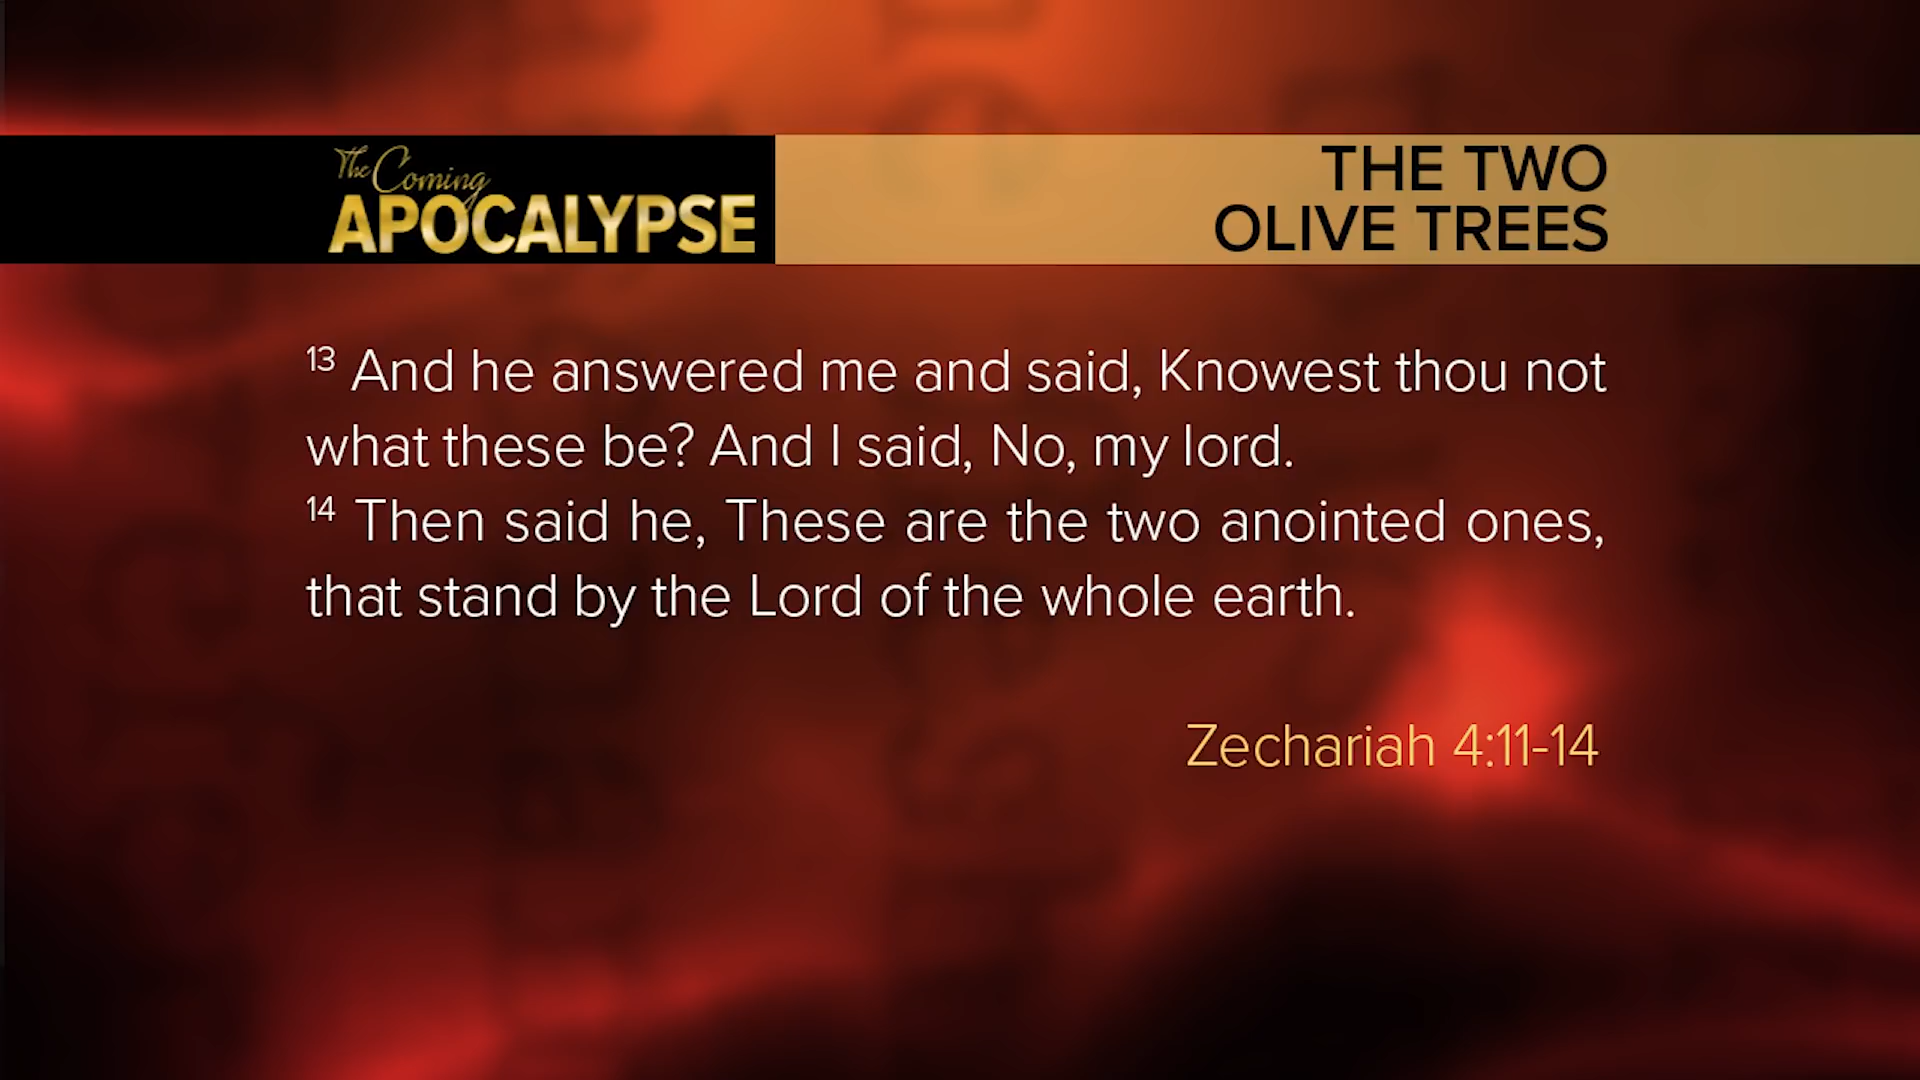 The Coming
APOCALYPSE
THE TWO
OLIVE TREES
13 And he answered me and said, Knowest thou not
what these be? And I said, No, my lord.
14 Then said he, These are the two anointed ones,
that stand by the Lord of the whole earth.
Zechariah 4:11-14